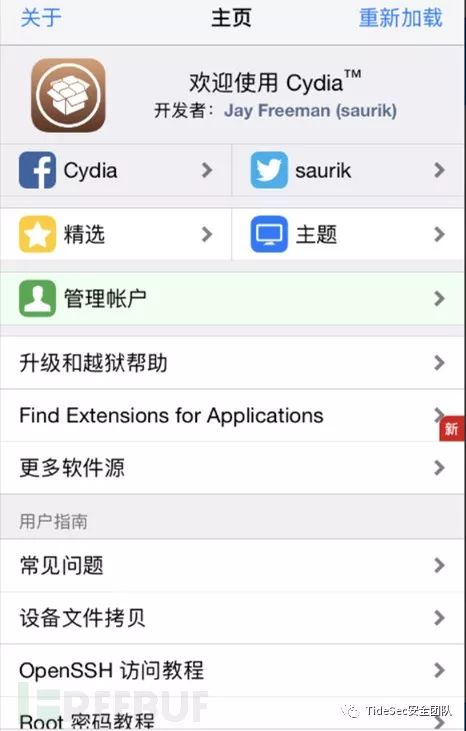 关于 主页 重新加载
欢迎使用 Cydia™
开发者：Jay Freeman (saurik)
Cydia saurik
精选 主题
管理帐户
升级和越狱帮助
Find Extensions for Applications
新
更多软件源
用户指南
常见问题
设备文件拷贝
OpenSSH 访问教程
REEBUF
TideSec安全团队
Root 密码教程